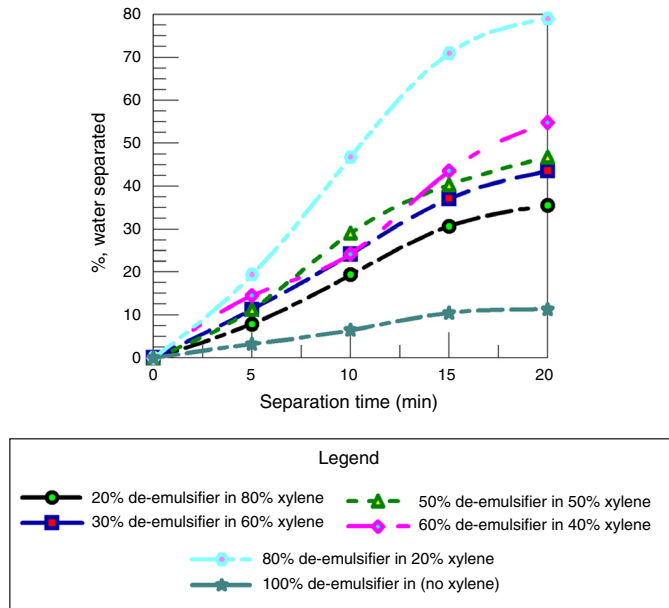 80
70
60
50
40
30
20
10
0
%, water separated
0 5 10 15 20
Separation time (min)
Legend
20% de-emulsifier in 80% xylene
50% de-emulsifier in 50% xylene
30% de-emulsifier in 60% xylene
60% de-emulsifier in 40% xylene
80% de-emulsifier in 20% xylene
100% de-emulsifier in (no xylene)